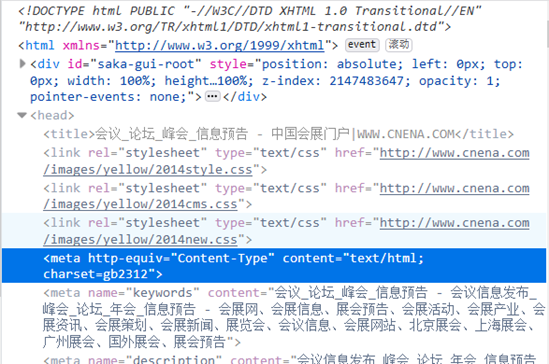 <!DOCTYPE html PUBLIC "-//W3C//DTD XHTML 1.0 Transitional//EN"
"http://www.w3.org/TR/xhtml1/DTD/xhtml1-transitional.dtd">
<html xmlns="http://www.w3.org/1999/xhtml"> event 滚动
<div id="saka-gui-root" style="position: absolute; left: 0px; top:
0px; width: 100%; height…100%; z-index: 2147483647; opacity: 1;
pointer-events: none;"> ••• </div>
<head>
<title>会议_论坛_峰会_信息预告 - 中国会展门户|WWW.CNENA.COM</title>
<link rel="stylesheet" type="text/css" href="http://www.cnena.com
/images/yellow/2014style.css">
<link rel="stylesheet" type="text/css" href="http://www.cnena.com
/images/yellow/2014cms.css">
<link rel="stylesheet" type="text/css" href="http://www.cnena.com
/images/yellow/2014new.css">
<meta http-equiv="Content-Type" content="text/html;
charset=gb2312">
<meta name="keywords" content="会议_论坛_峰会_信息预告 - 会议信息发布_
峰会_论坛_年会_信息预告 - 会展网、会展信息、展会预告、会展活动、会展产业、会
展资讯、会展策划、会展新闻、展览会、会议信息、会展网站、北京展会、上海展会、
广州展会、国外展会、展会预告">
<meta name="description" content="会议信息发布_峰会_论坛_年会_信息预告